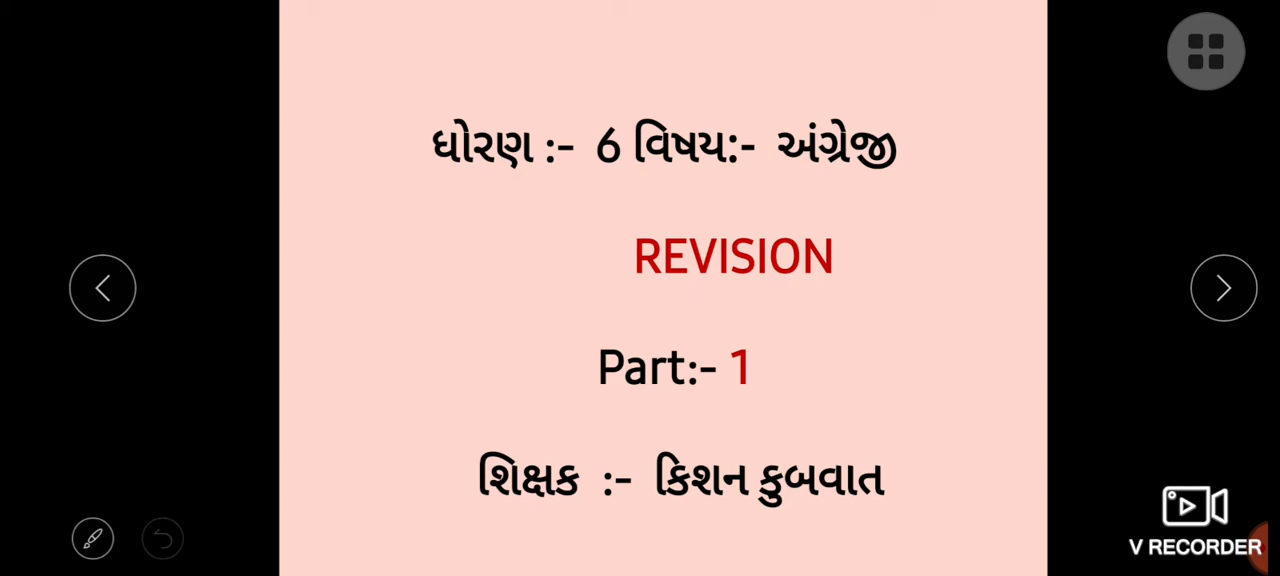 ધોરણ :- 6 વિષય:- અંગ્રેજી
REVISION
Part:- 1
શિક્ષક :- કિશન કુબવાત
V RECORDER